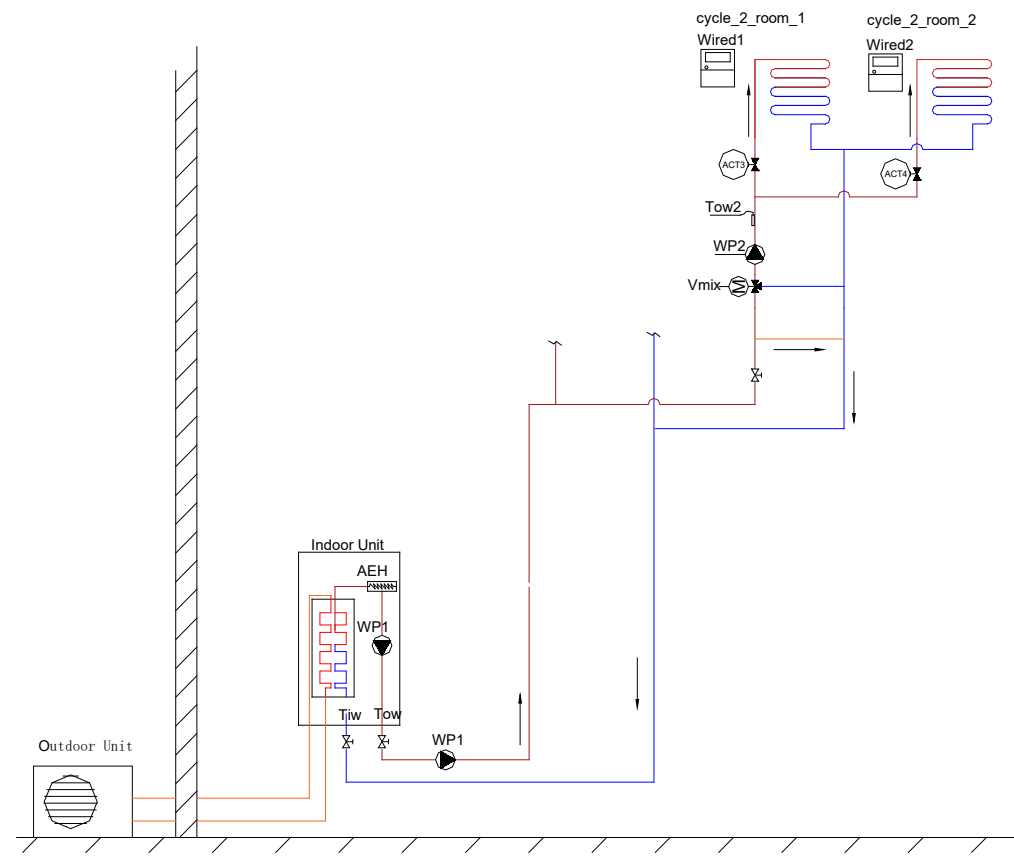 cycle_2_room_1
cycle_2_room_2
Wired1
Wired2
ACT3
ACT4
Tow2
WP2
Vmix
M
Indoor Unit
AEH
WP1
Tiw
Tow
WP1
Outdoor Unit